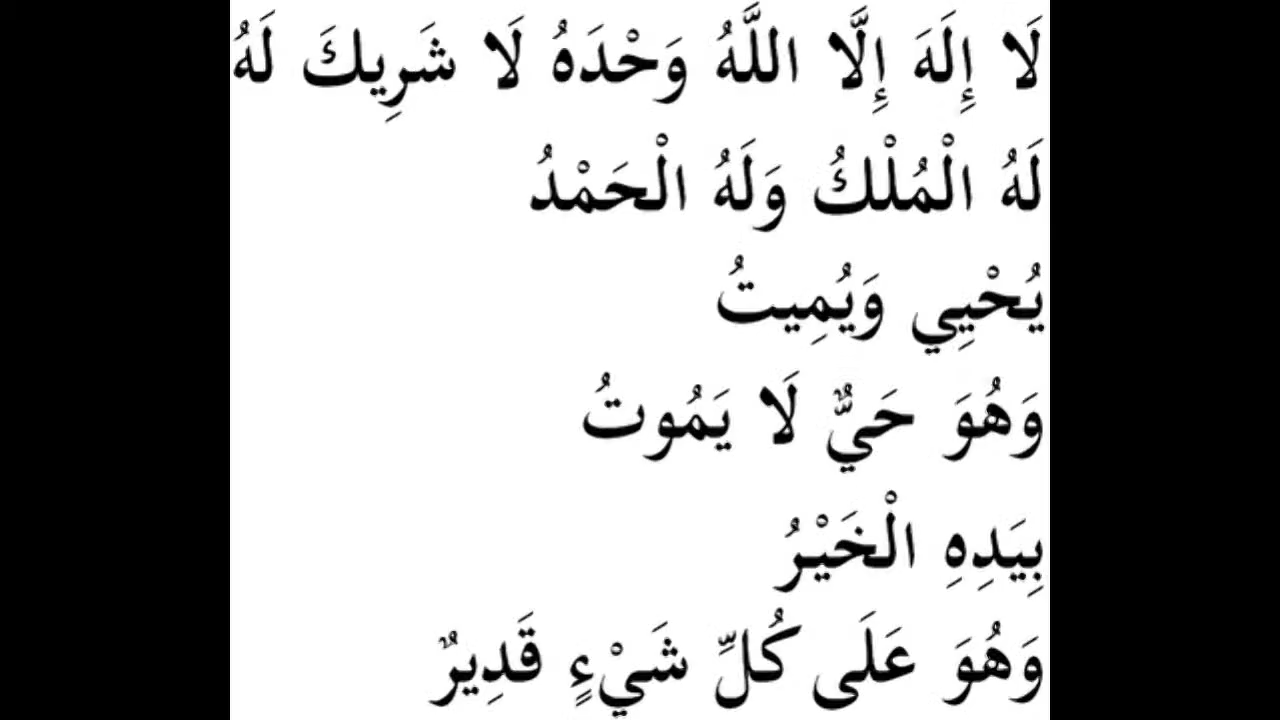 لَا إِلَهَ إِلَّا اللَّهُ وَحْدَهُ لَا شَرِيكَ لَهُ
لَهُ الْمُلْكُ وَلَهُ الْحَمْدُ
يُحْيِي وَيُمِيتُ
وَهُوَ حَيٌّ لَا يَمُوتُ
بِيَدِهِ الْخَيْرُ
وَهُوَ عَلَى كُلِّ شَيْءٍ قَدِيرٌ